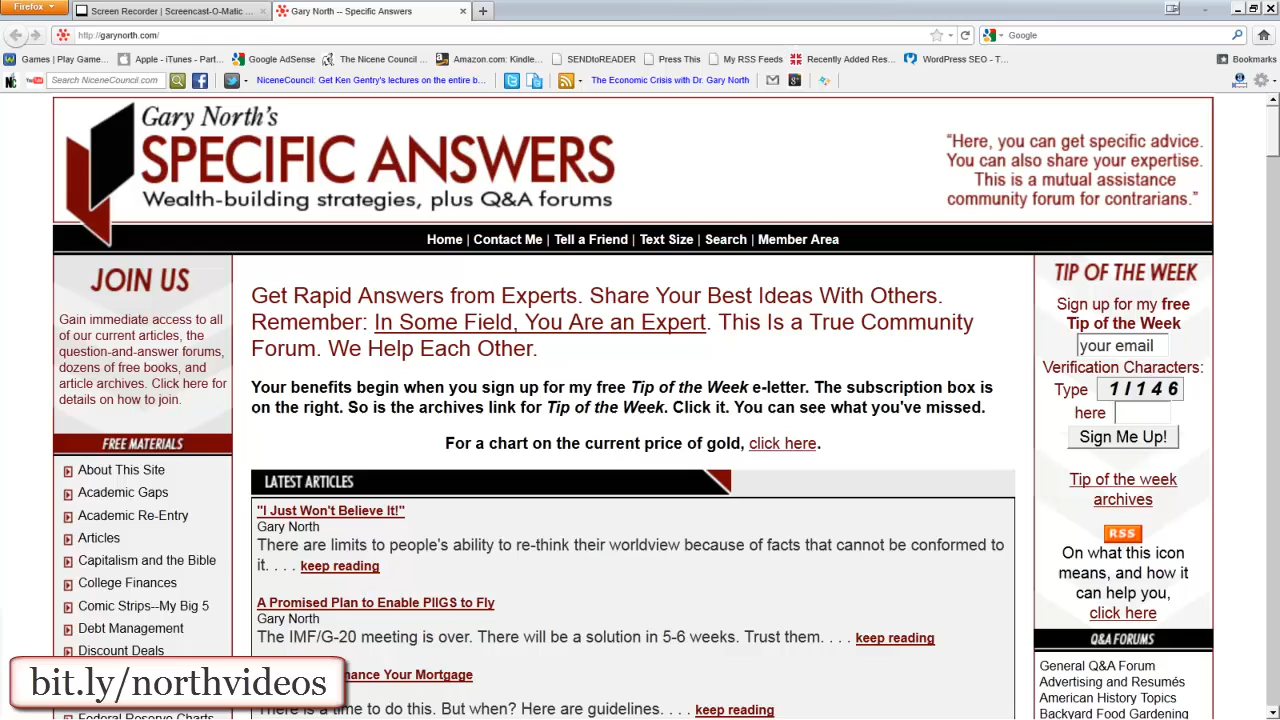 Firefox
Screen Recorder | Screencast-O-Matic ...
Gary North -- Specific Answers
http://garynorth.com/
Google
Games | Play Game...
Apple - iTunes - Part...
Google AdSense
The Nicene Council ...
Amazon.com: Kindle...
SENDtoREADER
Press This
My RSS Feeds
Recently Added Res...
WordPress SEO - T...
Bookmarks
Search NiceneCouncil.com
NiceneCouncil: Get Ken Gentry's lectures on the entire b...
The Economic Crisis with Dr. Gary North
Gary North's
SPECIFIC ANSWERS
Wealth-building strategies, plus Q&A forums
“Here, you can get specific advice.
You can also share your expertise.
This is a mutual assistance
community forum for contrarians.”
Home | Contact Me | Tell a Friend | Text Size | Search | Member Area
JOIN US
Gain immediate access to all
of our current articles, the
question-and-answer forums,
dozens of free books, and
article archives. Click here for
details on how to join.
FREE MATERIALS
About This Site
Academic Gaps
Academic Re-Entry
Articles
Capitalism and the Bible
College Finances
Comic Strips--My Big 5
Debt Management
Discount Deals
Federal Reserve Charts
bit.ly/northvideos
Get Rapid Answers from Experts. Share Your Best Ideas With Others.
Remember: In Some Field, You Are an Expert. This Is a True Community
Forum. We Help Each Other.
Your benefits begin when you sign up for my free Tip of the Week e-letter. The subscription box is
on the right. So is the archives link for Tip of the Week. Click it. You can see what you've missed.
For a chart on the current price of gold, click here.
LATEST ARTICLES
"I Just Won't Believe It!"
Gary North
There are limits to people's ability to re-think their worldview because of facts that cannot be conformed to
it. . . . keep reading
A Promised Plan to Enable PIIGS to Fly
Gary North
The IMF/G-20 meeting is over. There will be a solution in 5-6 weeks. Trust them. . . . keep reading
Your Mortgage
There is a time to do this. But when? Here are guidelines. . . . keep reading
TIP OF THE WEEK
Sign up for my free
Tip of the Week
your email
Verification Characters:
Type 1 1 1 4 6
here
Sign Me Up!
Tip of the week
archives
RSS
On what this icon
means, and how it
can help you,
click here
Q&A FORUMS
General Q&A Forum
Advertising and Resumés
American History Topics
Backyard Food Gardening